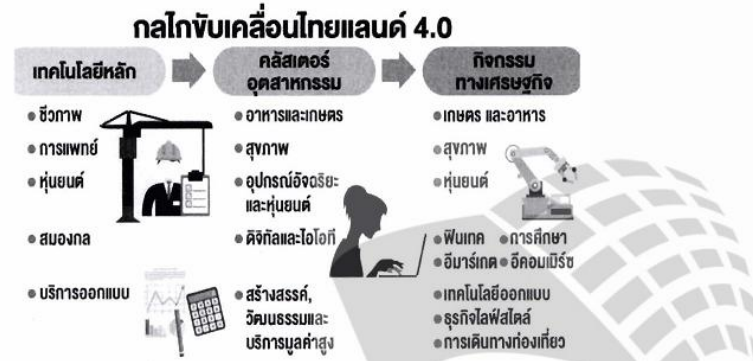 กลไกขับเคลื่อนไทยแลนด์ 4.0
เทคโนโลยีหลัก
คลัสเตอร์
อุตสาหกรรม
กิจกรรม
ทางเศรษฐกิจ
• ชีวภาพ
• อาหารและเกษตร
• เกษตร และอาหาร
• การแพทย์
• สุขภาพ
• สุขภาพ
• หุ่นยนต์
• อุปกรณ์อัจฉริยะ
และหุ่นยนต์
• หุ่นยนต์
• สมองกล
• ดิจิทัลและไอโอที
• ฟินเทค • การศึกษา
• อีมาร์เกต • อีคอมเมิร์ซ
• บริการออกแบบ
• สร้างสรรค์,
วัฒนธรรมและ
บริการมูลค่าสูง
• เทคโนโลยีออกแบบ
• ธุรกิจไลฟ์สไตล์
• การเดินทางท่องเที่ยว